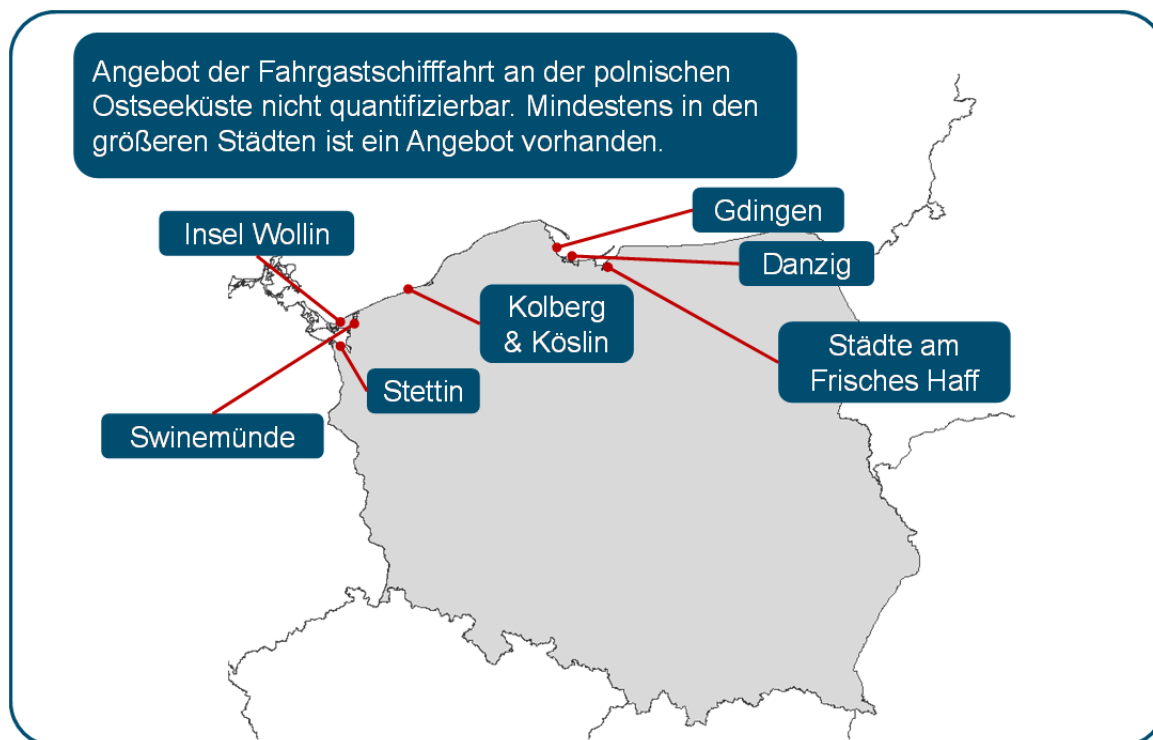 Angebot der Fahrgastschifffahrt an der polnischen
Ostseeküste nicht quantifizierbar. Mindestens in den
größeren Städten ist ein Angebot vorhanden.
Gdingen
Insel Wollin
Danzig
Kolberg
& Köslin
Städte am
Frisches Haff
Stettin
Swinemünde